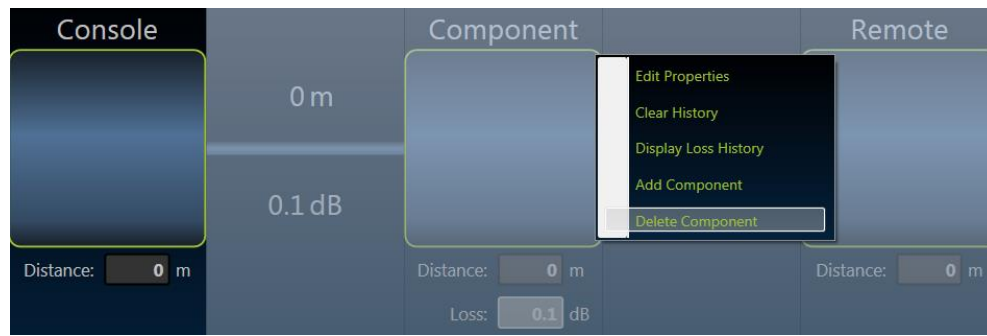 Console
Component
Remote
0 m
0.1 dB
Edit Properties
Clear History
Display Loss History
Add Component
Delete Component
Distance: 0 m
Distance: 0 m
Distance: 0 m
Loss: 0.1 dB